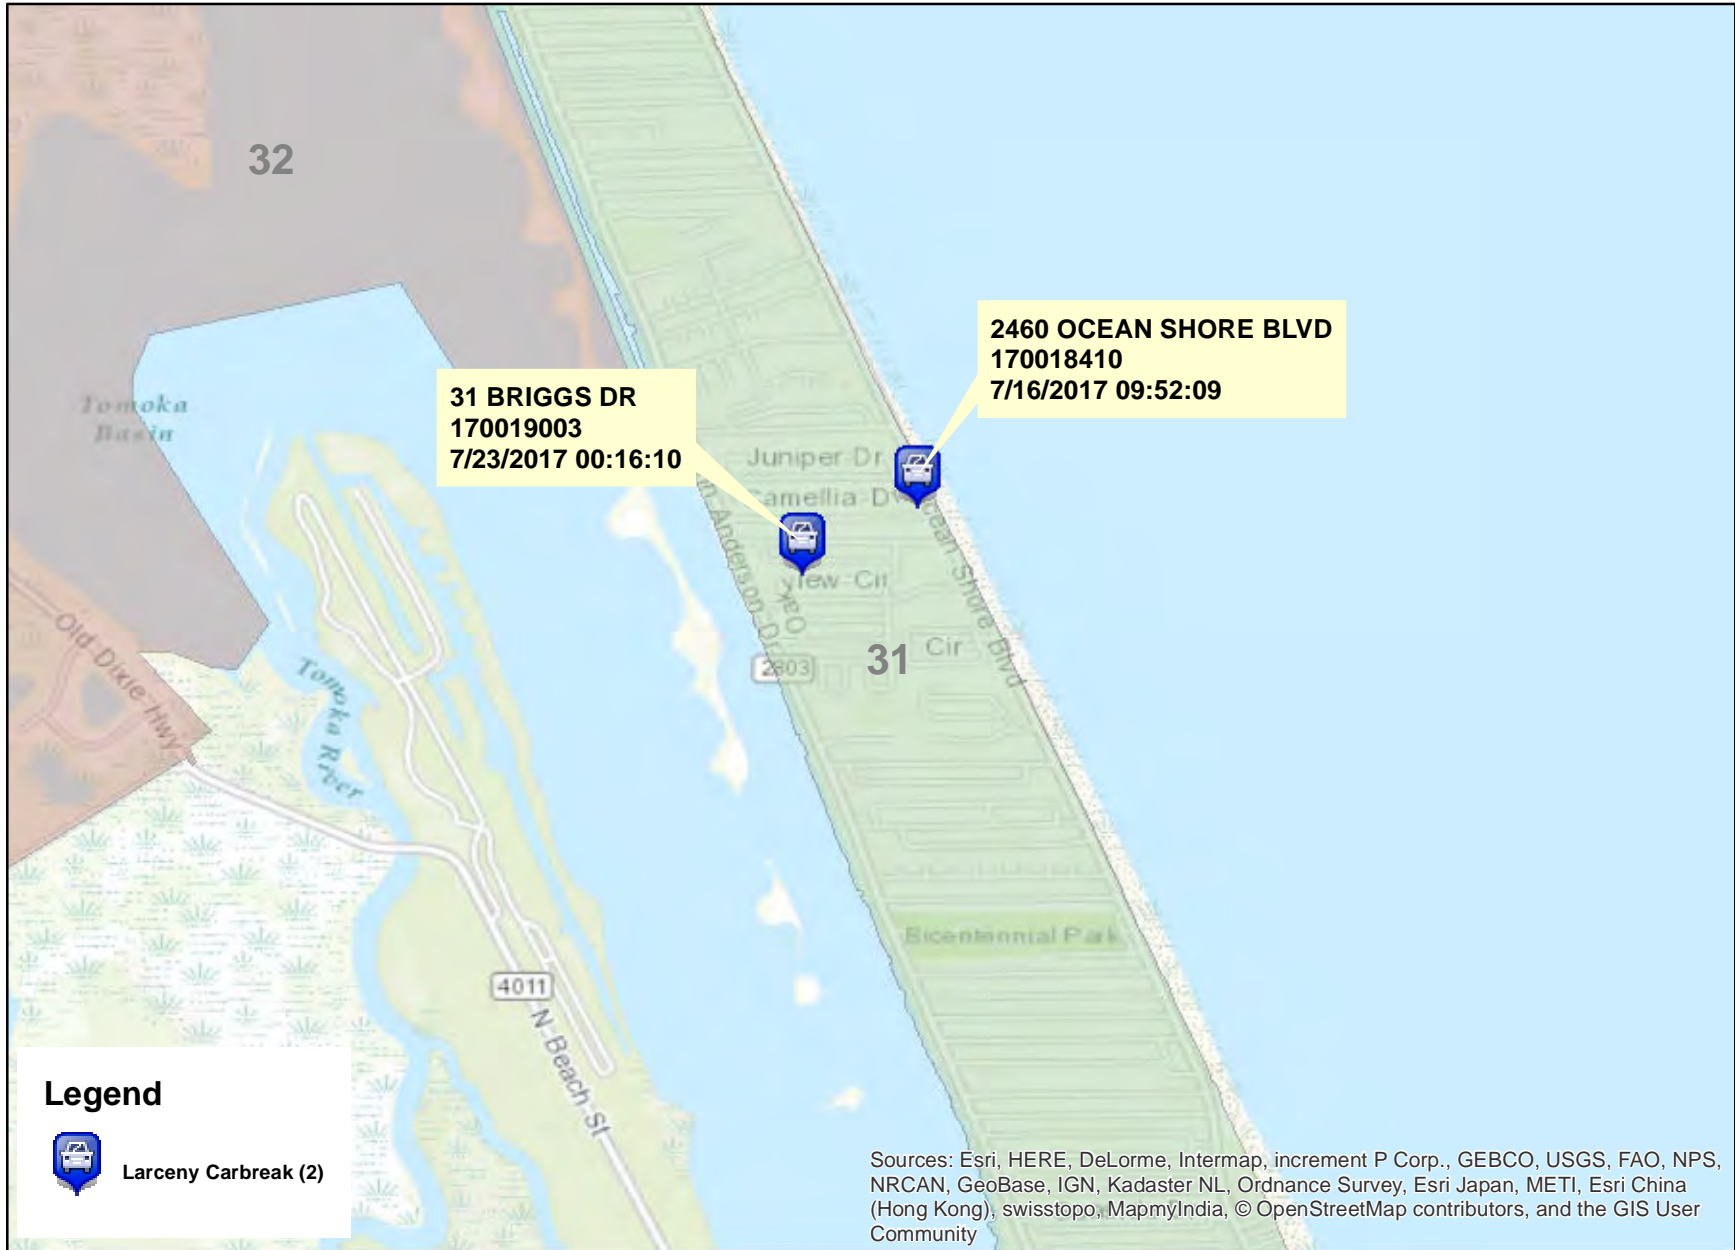 32
2460 OCEAN SHORE BLVD
170018410
7/16/2017 09:52:09
31 BRIGGS DR
170019003
7/23/2017 00:16:10
Tomoka
Basin
Juniper Dr
Camellia Dr
Ocean Shore Blvd
Anderson Dr
Oak
View Cir
31
Cir
2803
Old Dixie Hwy
Tomoka River
Bicentennial Park
4011
N Beach St
Legend
Larceny Carbreak (2)
Sources: Esri, HERE, DeLorme, Intermap, increment P Corp., GEBCO, USGS, FAO, NPS,
NRCAN, GeoBase, IGN, Kadaster NL, Ordnance Survey, Esri Japan, METI, Esri China
(Hong Kong), swisstopo, MapmyIndia, © OpenStreetMap contributors, and the GIS User
Community